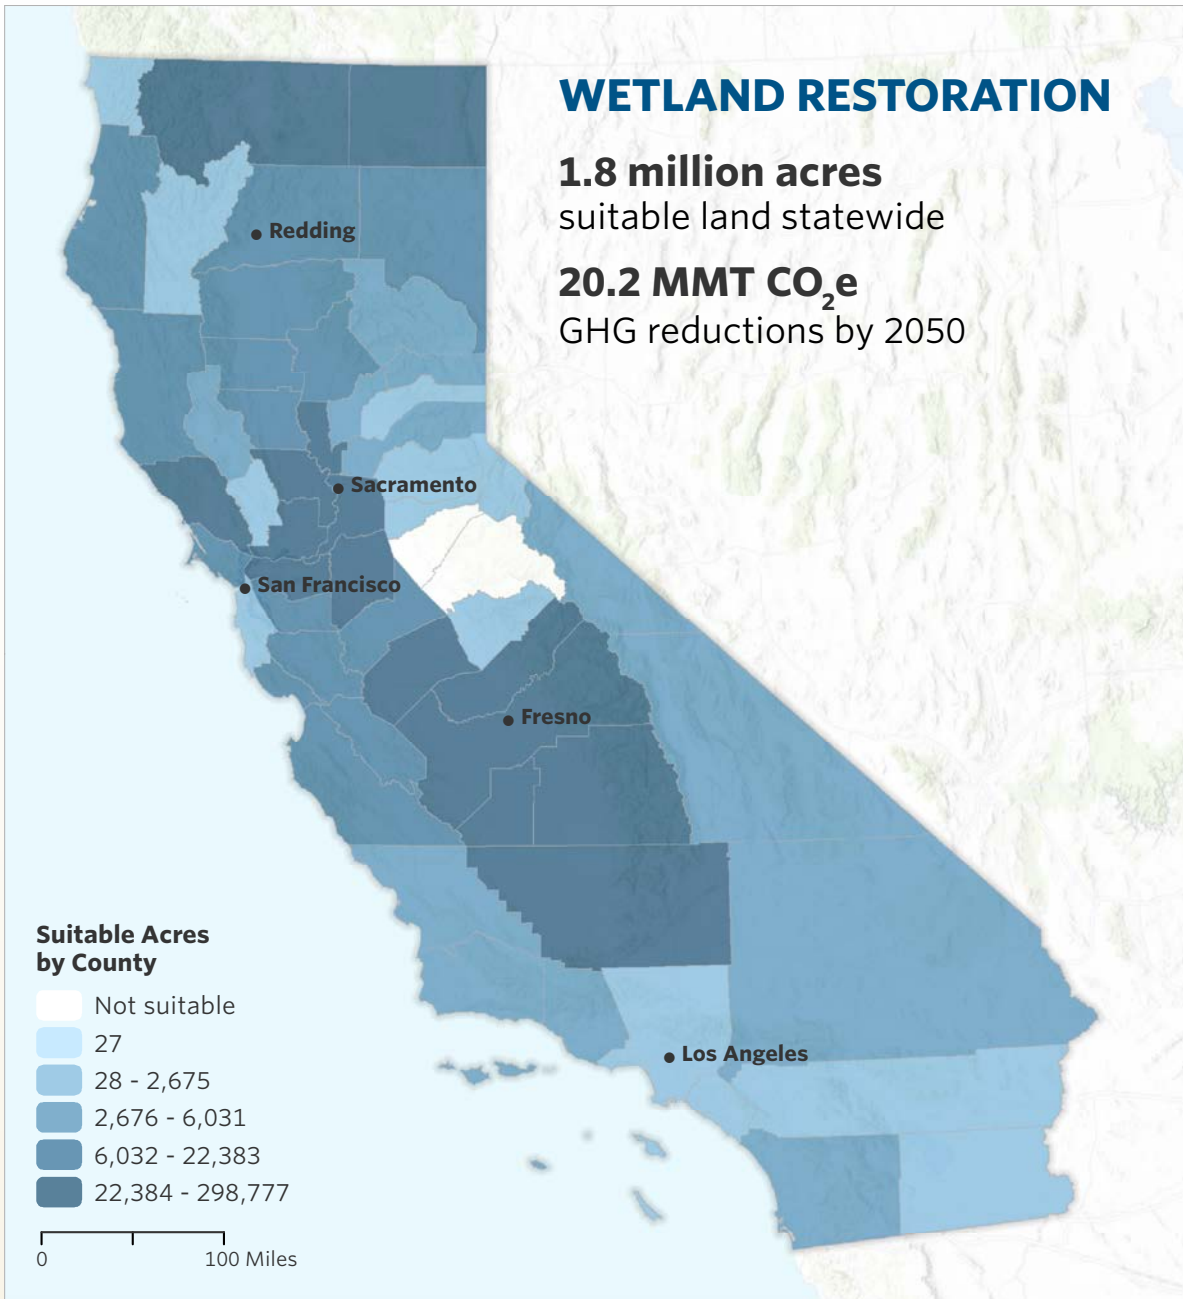 WETLAND RESTORATION
1.8 million acres
suitable land statewide
20.2 MMT CO₂e
GHG reductions by 2050
Redding
Sacramento
San Francisco
Fresno
Los Angeles
Suitable Acres
by County
Not suitable
27
28 - 2,675
2,676 - 6,031
6,032 - 22,383
22,384 - 298,777
0 100 Miles